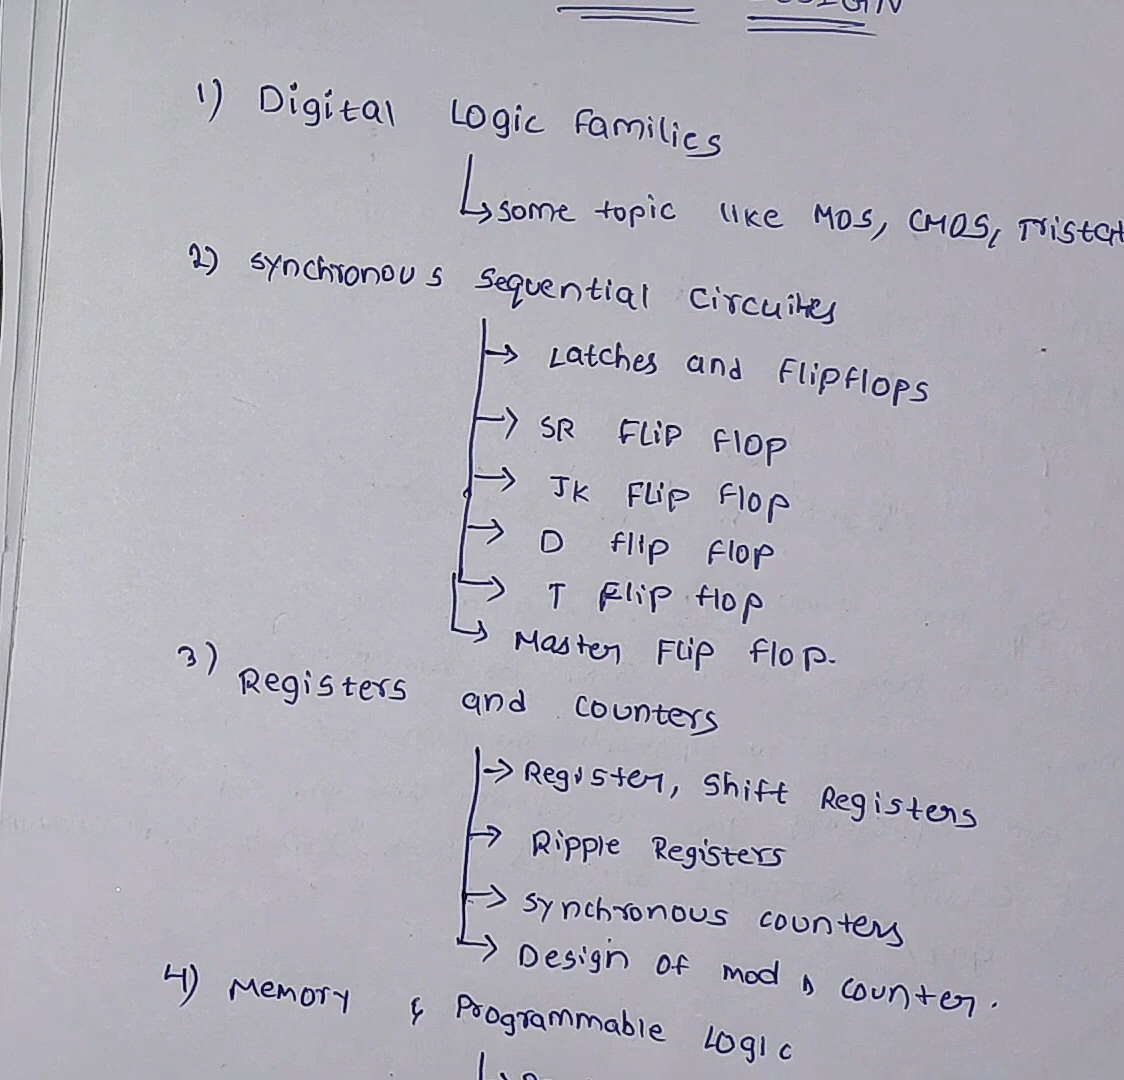 1) Digital Logic families
some topic like MOS, CMOS, Tristat
2) synchronous sequential circuites
Latches and Flipflops
SR FLIP flop
JK FLip flop
D flip flop
T Flip flop
Master Flip flop.
3) Registers and counters
Register, Shift Registers
Ripple Registers
synchronous counters
Design of mod n counter.
4) Memory & Programmable Logic